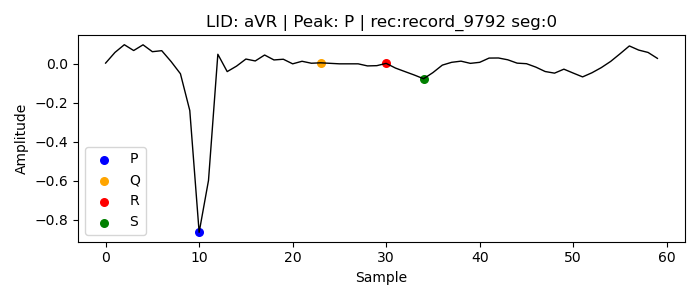 LID: aVR | Peak: P | rec:record_9792 seg:0
Amplitude
0.0
−0.2
−0.4
−0.6
−0.8
P
Q
R
S
0
10
20
30
40
50
60
Sample